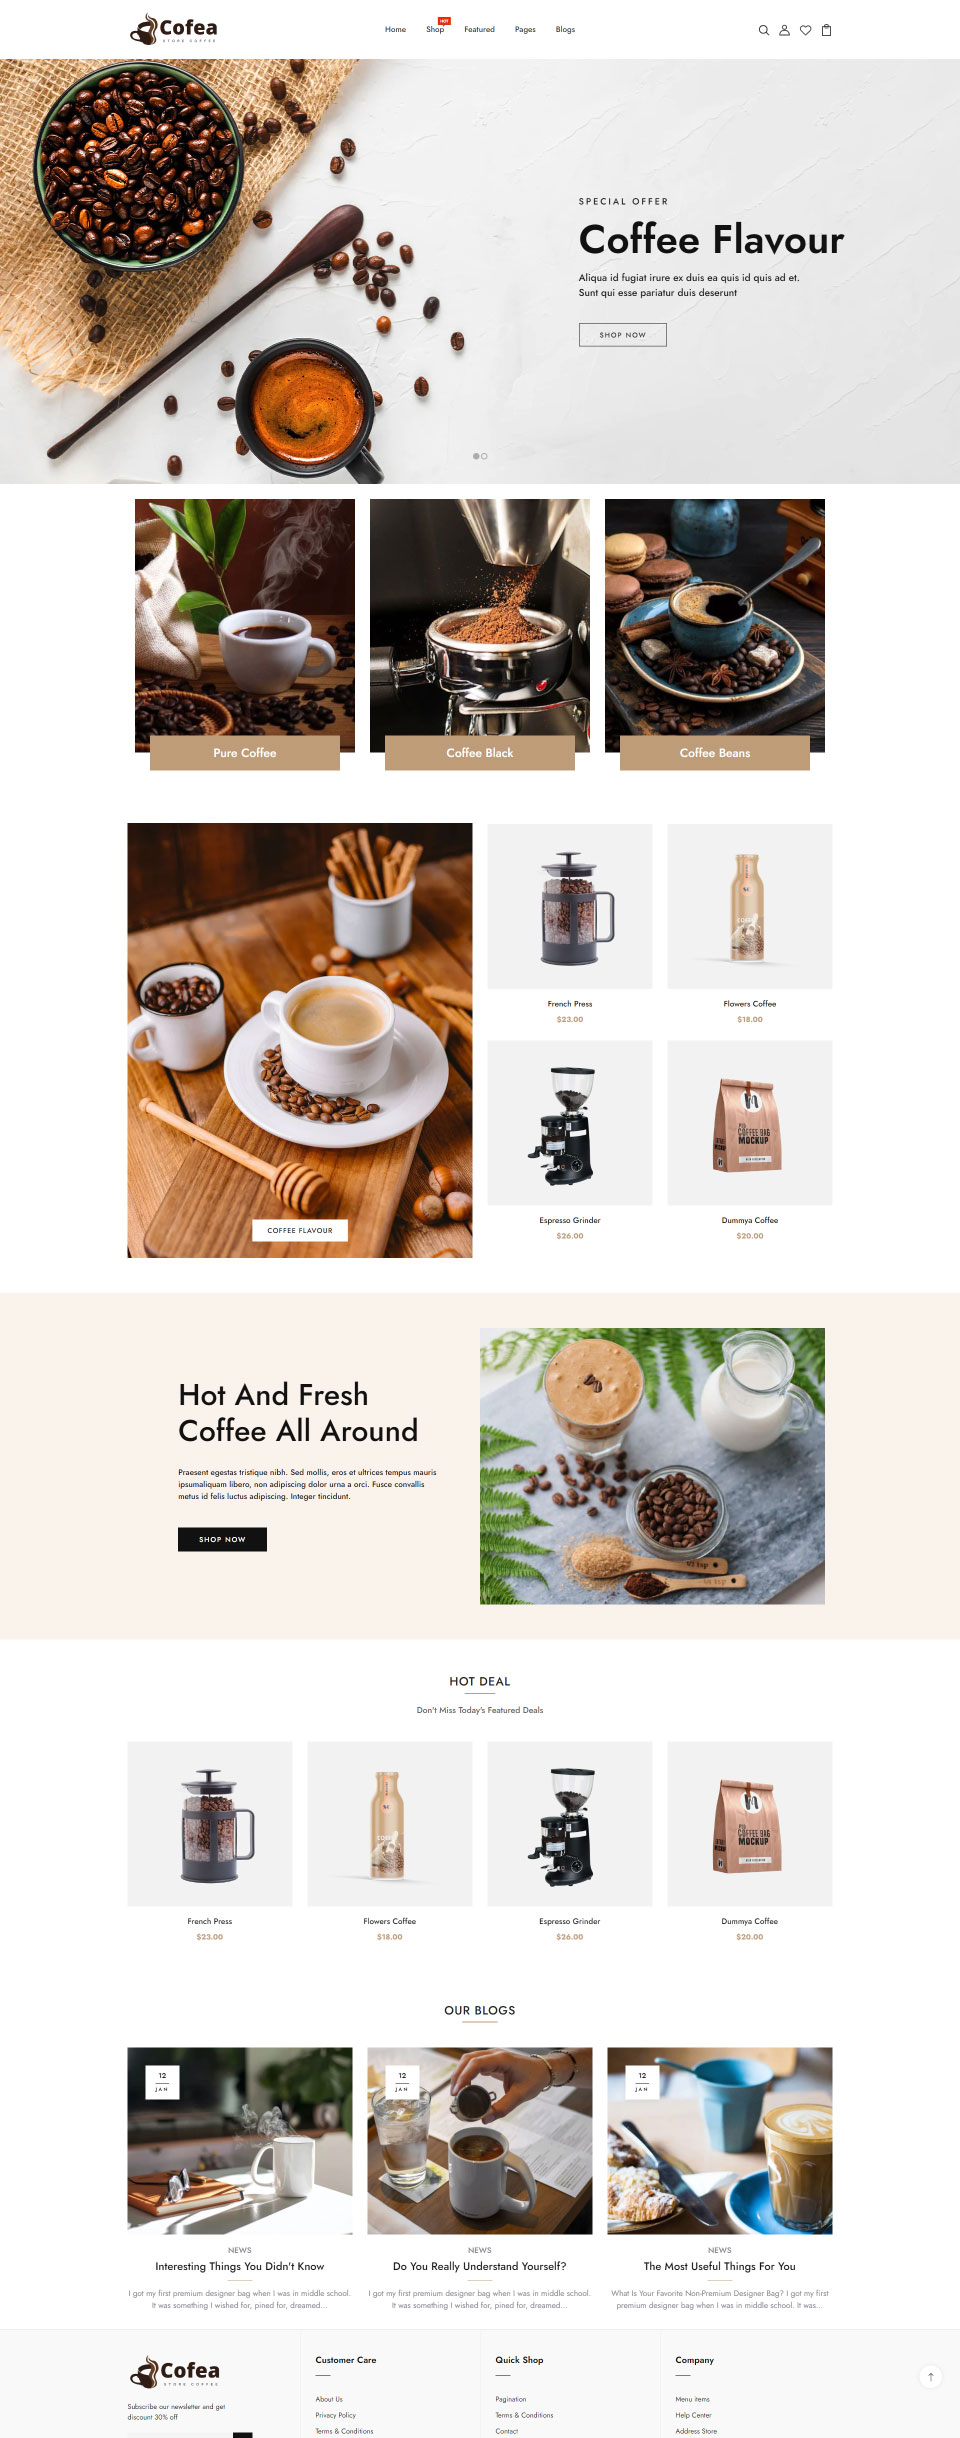 Cofea
STORE COFFEE
Home
Shop
HOT
Featured
Pages
Blogs
SPECIAL OFFER
Coffee Flavour
Aliqua id fugiat irure ex duis ea quis id quis ad et.
Sunt qui esse pariatur duis deserunt
SHOP NOW
Pure Coffee
Coffee Black
Coffee Beans
COFFEE FLAVOUR
French Press
$23.00
Flowers Coffee
$18.00
COFFEE BAG
MOCKUP
Espresso Grinder
$26.00
Dummya Coffee
$20.00
Hot And Fresh
Coffee All Around
Praesent egestas tristique nibh. Sed mollis, eros et ultrices tempus mauris
ipsumaliquam libero, non adipiscing dolor urna a orci. Fusce convallis
metus id felis luctus adipiscing. Integer tincidunt.
SHOP NOW
HOT DEAL
Don't Miss Today's Featured Deals
COFFEE BAG
MOCKUP
French Press
$23.00
Flowers Coffee
$18.00
Espresso Grinder
$26.00
Dummya Coffee
$20.00
OUR BLOGS
12
JAN
12
JAN
12
JAN
NEWS
Interesting Things You Didn't Know
I got my first premium designer bag when I was in middle school.
It was something I wished for, pined for, dreamed...
NEWS
Do You Really Understand Yourself?
I got my first premium designer bag when I was in middle school.
It was something I wished for, pined for, dreamed...
NEWS
The Most Useful Things For You
What Is Your Favorite Non-Premium Designer Bag? I got my first
premium designer bag when I was in middle school. It was...
Cofea
STORE COFFEE
Subscribe our newsletter and get
discount 30% off
Customer Care
About Us
Privacy Policy
Terms & Conditions
Quick Shop
Pagination
Terms & Conditions
Contact
Company
Menu items
Help Center
Address Store